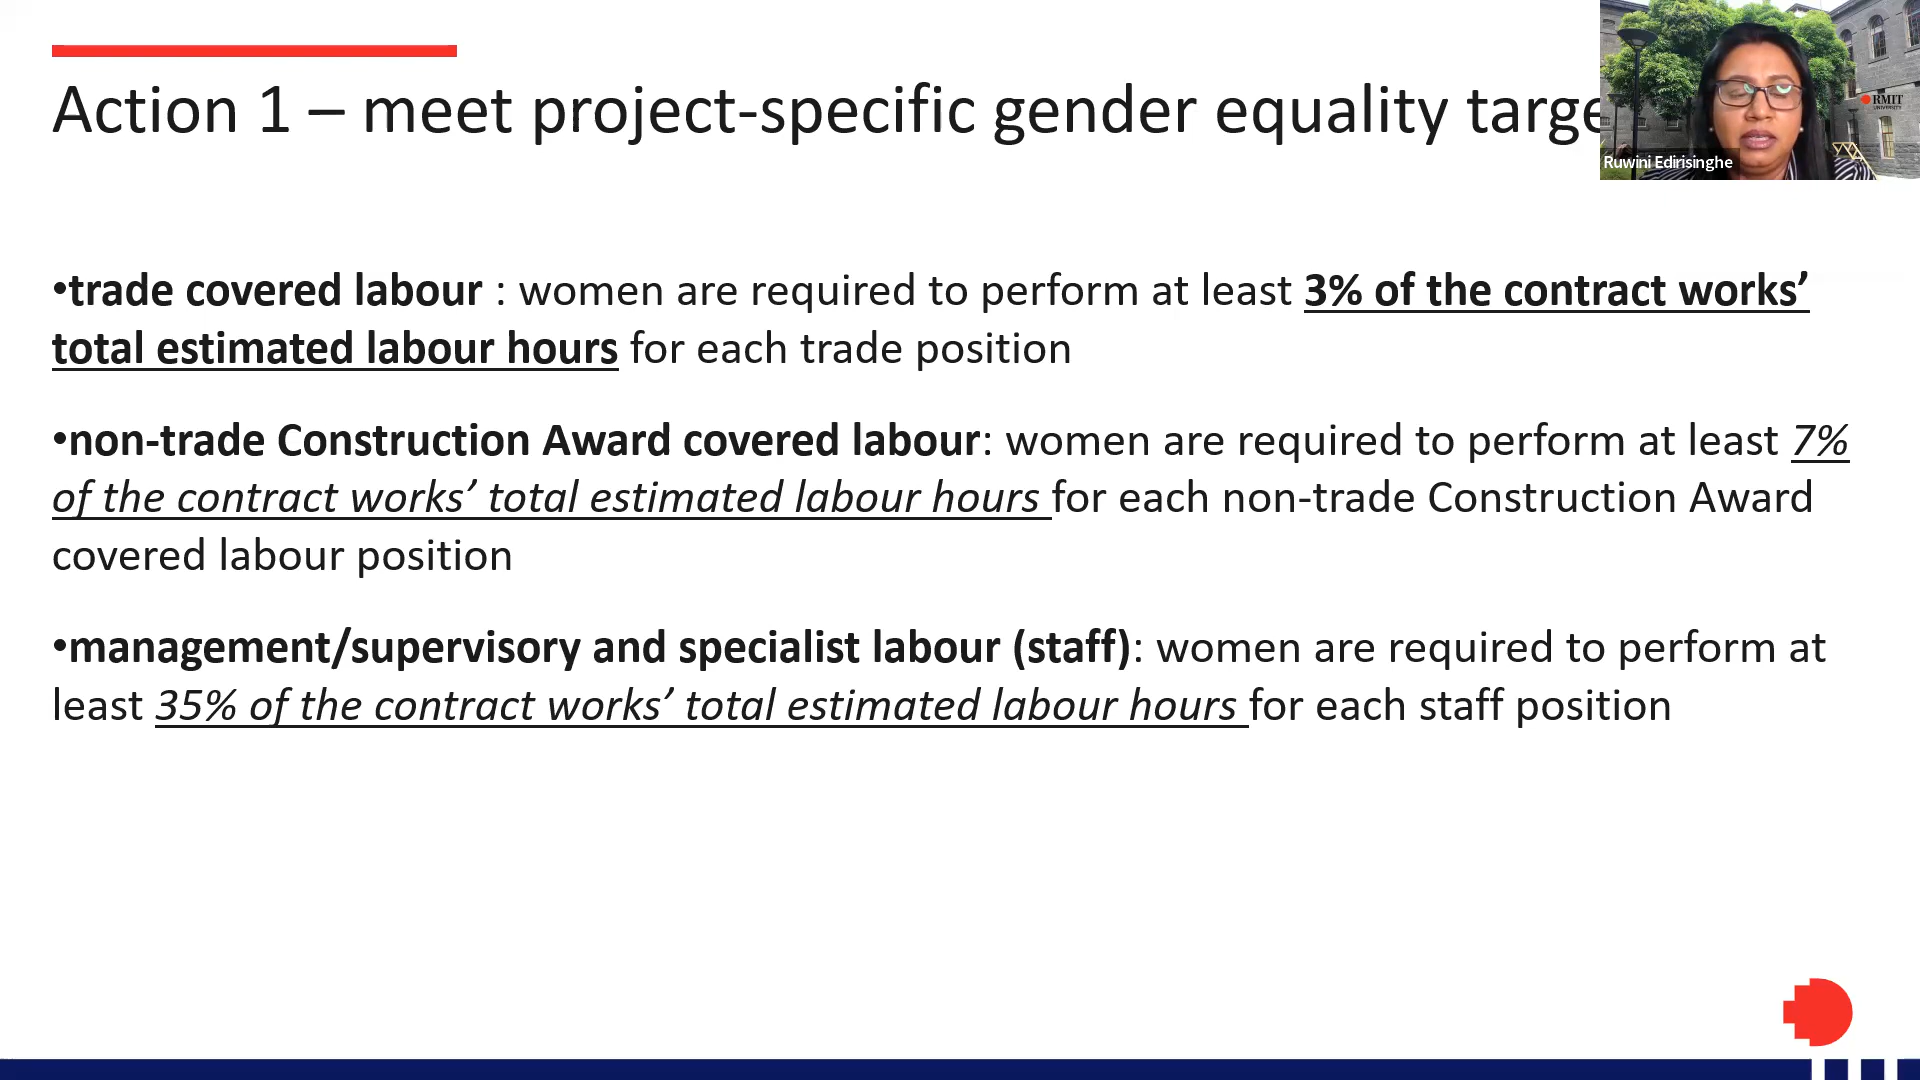 Action 1 – meet project-specific gender equality targe
RMIT
UNIVERSITY
Ruwini Edirisinghe
•trade covered labour : women are required to perform at least 3% of the contract works’
total estimated labour hours for each trade position
•non-trade Construction Award covered labour: women are required to perform at least 7%
of the contract works’ total estimated labour hours for each non-trade Construction Award
covered labour position
•management/supervisory and specialist labour (staff): women are required to perform at
least 35% of the contract works’ total estimated labour hours for each staff position